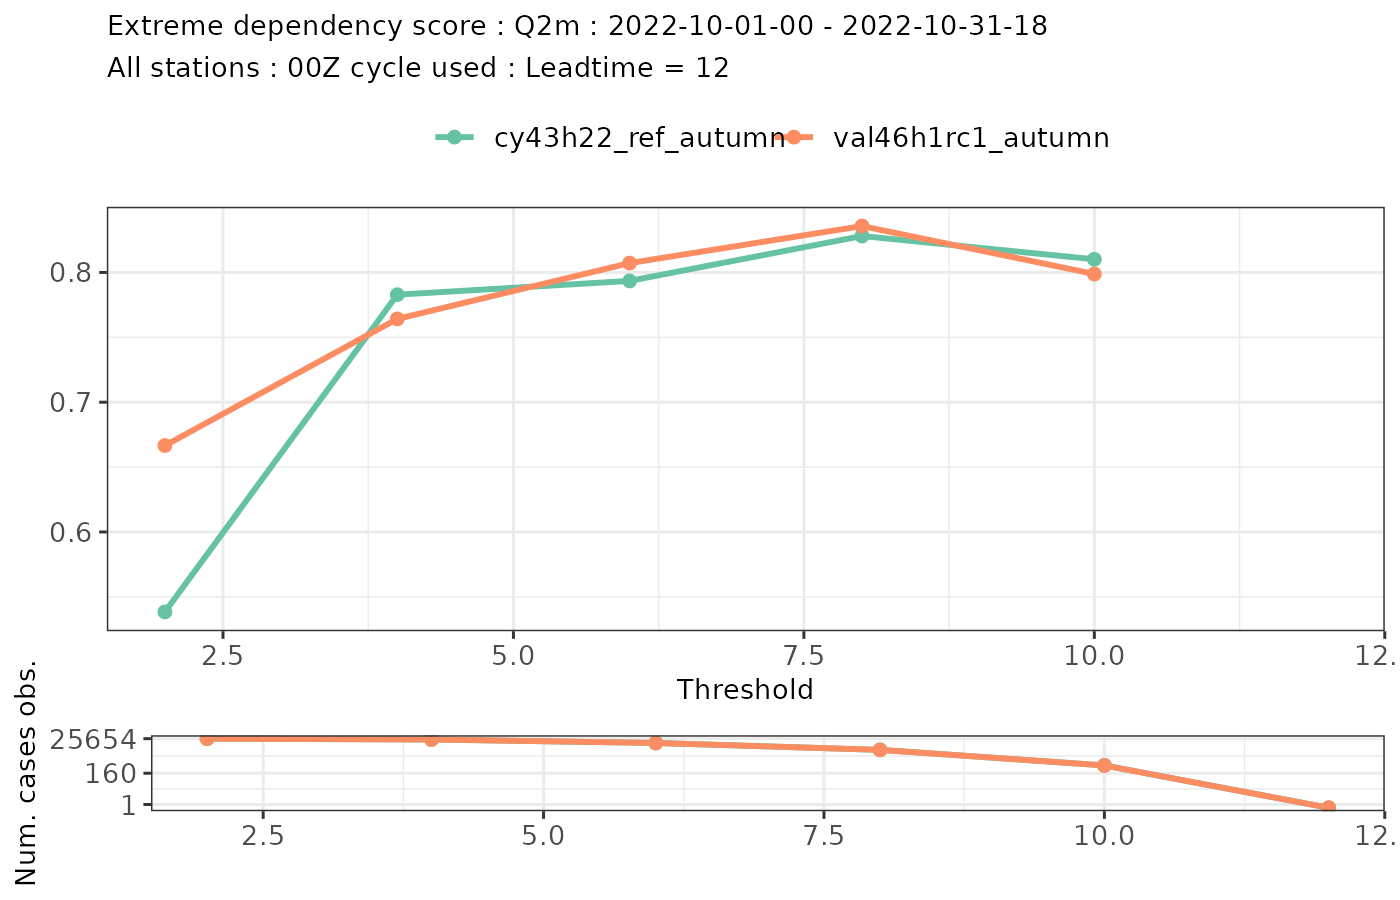 Extreme dependency score : Q2m : 2022-10-01-00 - 2022-10-31-18
All stations : 00Z cycle used : Leadtime = 12
cy43h22_ref_autumn val46h1rc1_autumn
0.8
0.7
0.6
2.5 5.0 7.5 10.0 12.
Threshold
Num. cases obs.
25654
160
1
2.5 5.0 7.5 10.0 12.